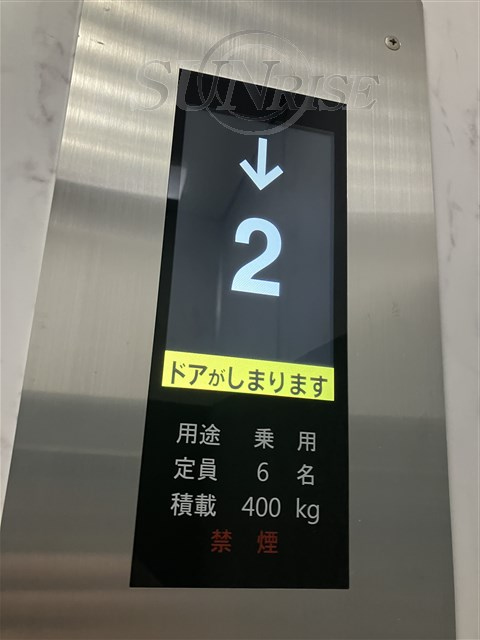 SUNRISE
↓
2
ドアがしまります
用途 乗 用
定員 6 名
積載 400 kg
禁 煙